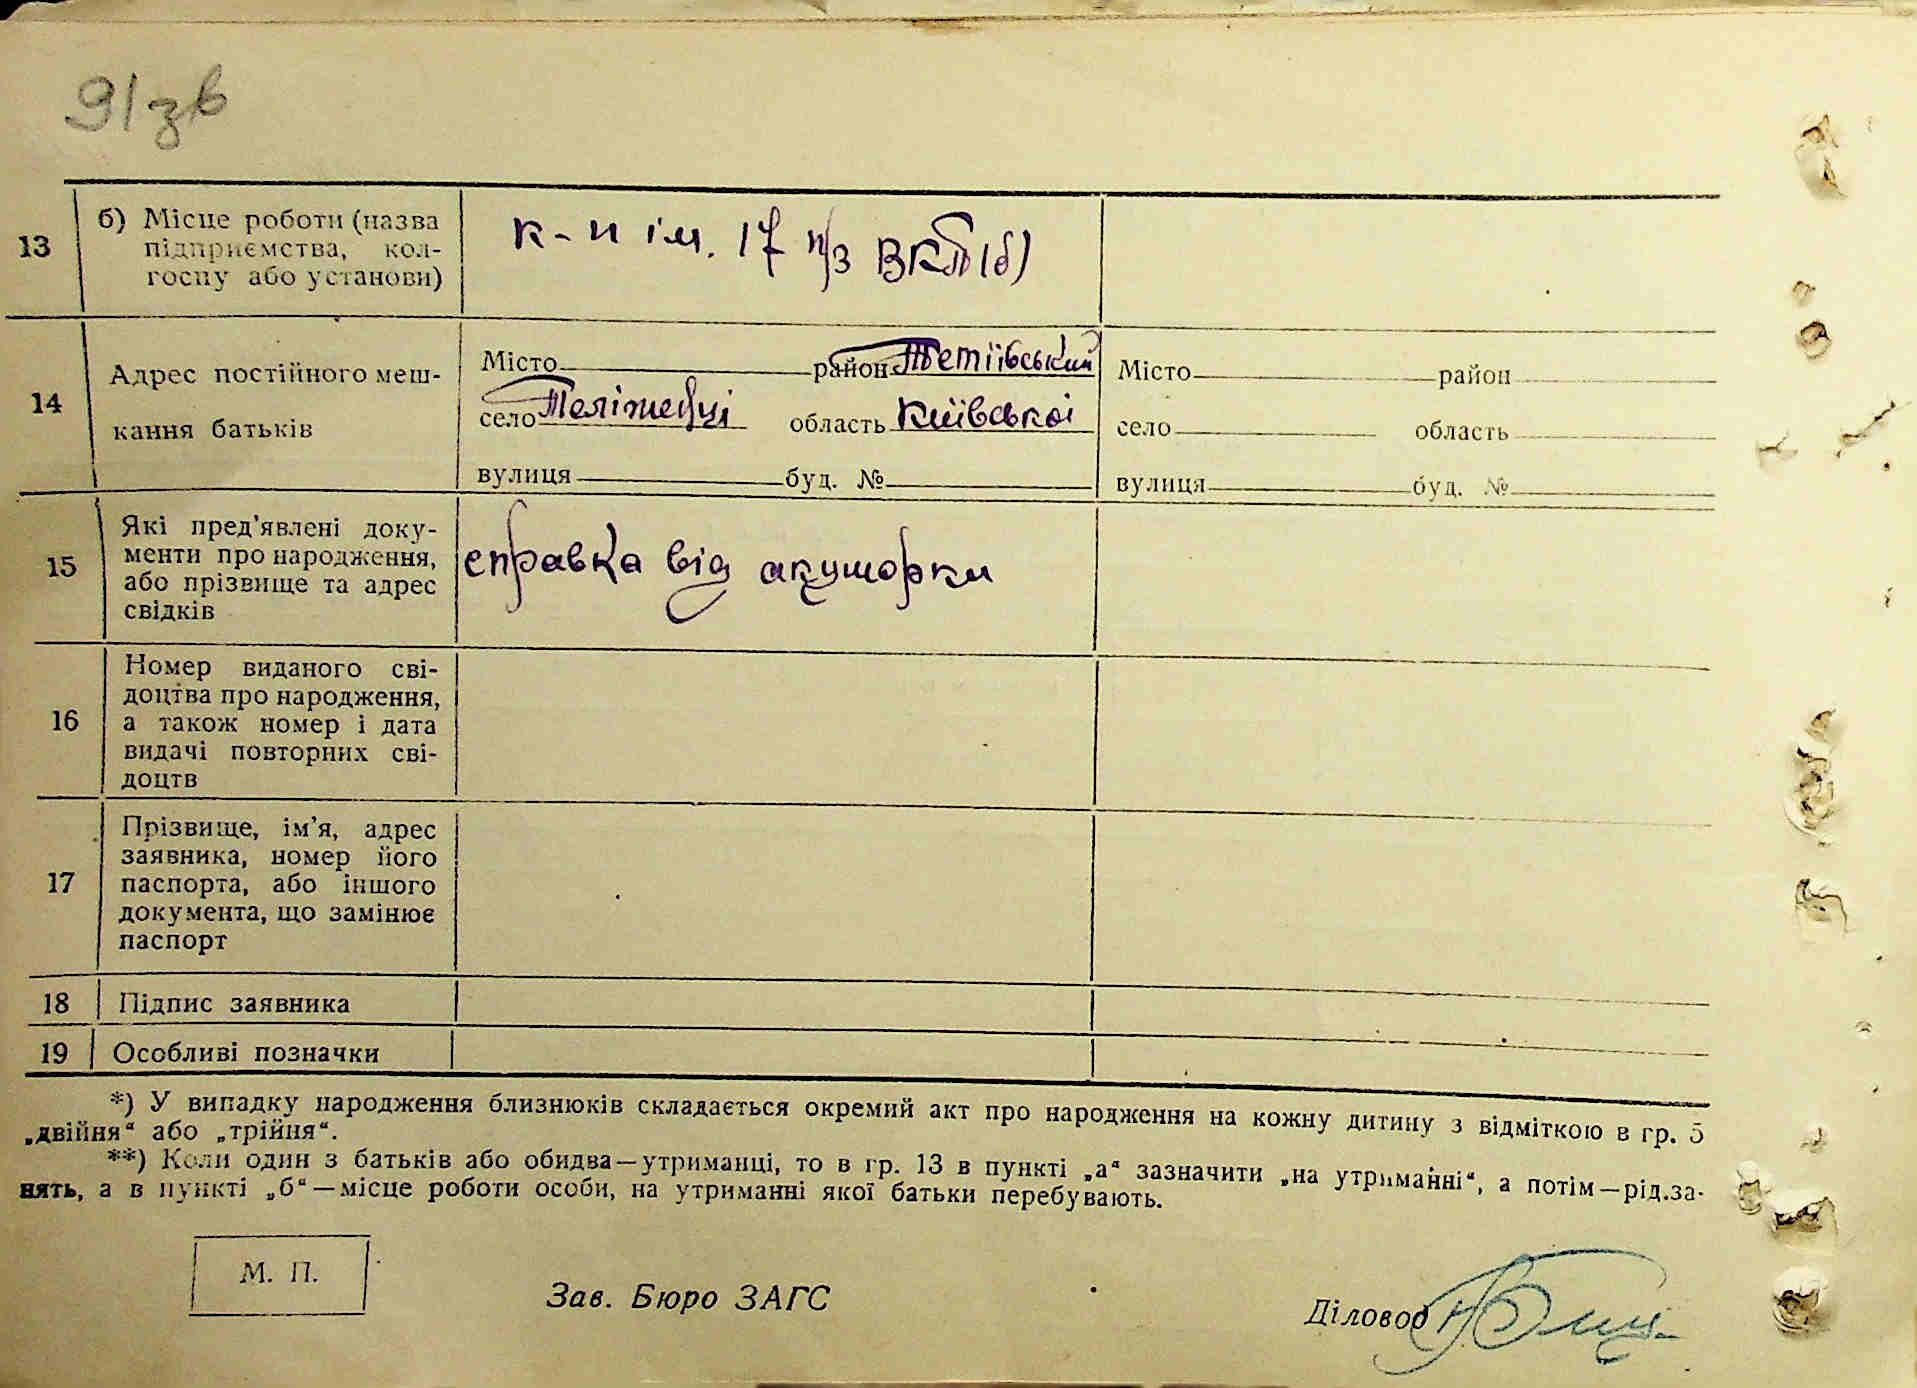 91зв
13
б) Місце роботи (назва
підприємства, кол-
госпу або установи)
к-п ім. 17 п/з ВКП(б)
14
Адрес постійного меш-
кання батьків
Місто район Тетіївський
село Теліженці область Київської
вулиця буд. №
Місто район
село область
вулиця буд. №
15
Які пред'явлені доку-
менти про народження,
або прізвище та адрес
свідків
справка від акушорки
16
Номер виданого сві-
доцтва про народження,
а також номер і дата
видачі повторних сві-
доцтв
17
Прізвище, ім'я, адрес
заявника, номер його
паспорта, або іншого
документа, що замінює
паспорт
18 Підпис заявника
19 Особливі позначки
*) У випадку народження близнюків складається окремий акт про народження на кожну дитину з відміткою в гр. 5
„двійня“ або „трійня“.
**) Коли один з батьків або обидва—утриманці, то в гр. 13 в пункті „а“ зазначити „на утриманні“, а потім—рід.за-
нять, а в пункті „б“—місце роботи особи, на утриманні якої батьки перебувають.
М. П.
Зав. Бюро ЗАГС
Діловод